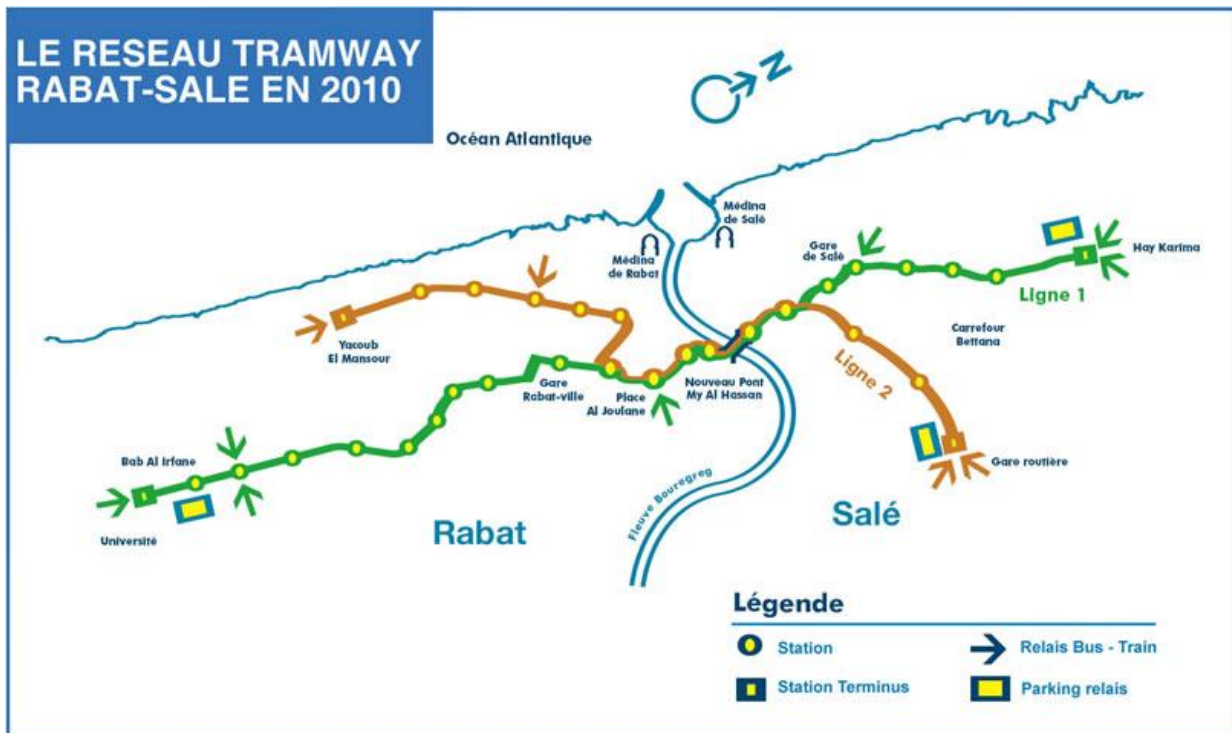 LE RESEAU TRAMWAY
RABAT-SALE EN 2010
N
Océan Atlantique
Médina
de Salé
Médina
de Rabat
Gare
de Salé
Hay Karima
Ligne 1
Carrefour
Bettana
Yacoub
El Mansour
Gare
Rabat-ville
Place
Al Joulane
Nouveau Pont
My Al Hassan
Ligne 2
Bab Al Irfane
Gare routière
Université
Rabat
Fleuve Bouregreg
Salé
Légende
Station
Relais Bus - Train
Station Terminus
Parking relais